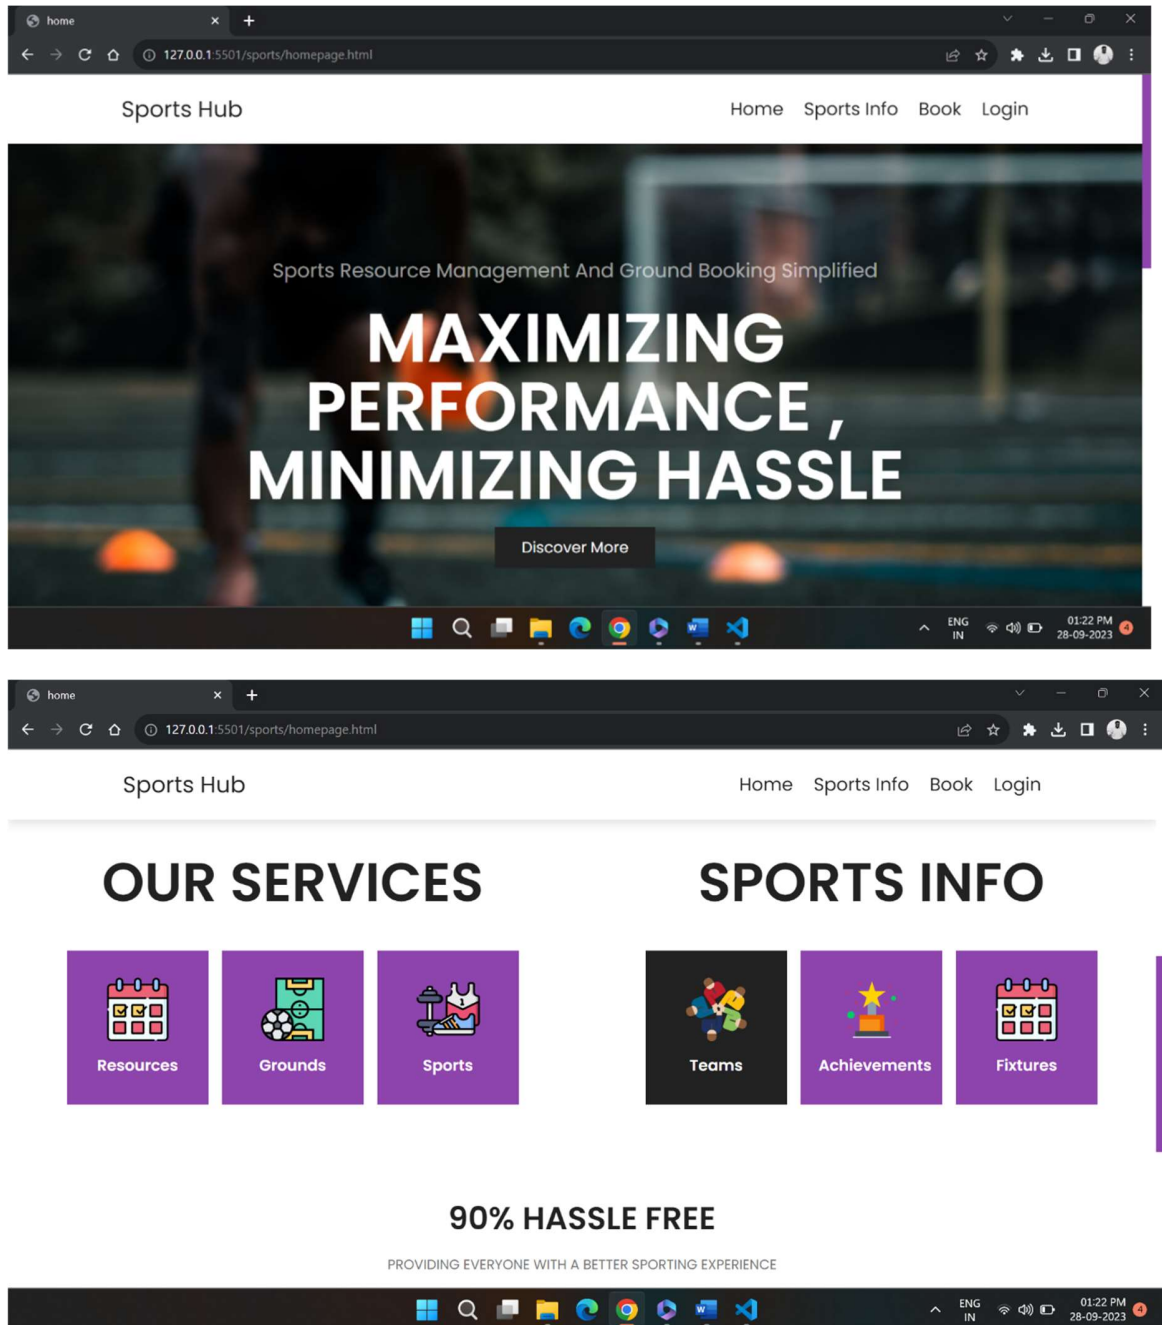 home
127.0.0.1:5501/sports/homepage.html
Sports Hub
Home Sports Info Book Login
Sports Resource Management And Ground Booking Simplified
MAXIMIZING
PERFORMANCE ,
MINIMIZING HASSLE
Discover More
ENG
IN
01:22 PM
28-09-2023
4
home
127.0.0.1:5501/sports/homepage.html
Sports Hub
Home Sports Info Book Login
OUR SERVICES
SPORTS INFO
1
Resources Grounds Sports
Teams Achievements Fixtures
90% HASSLE FREE
PROVIDING EVERYONE WITH A BETTER SPORTING EXPERIENCE
ENG
IN
01:22 PM
28-09-2023
4